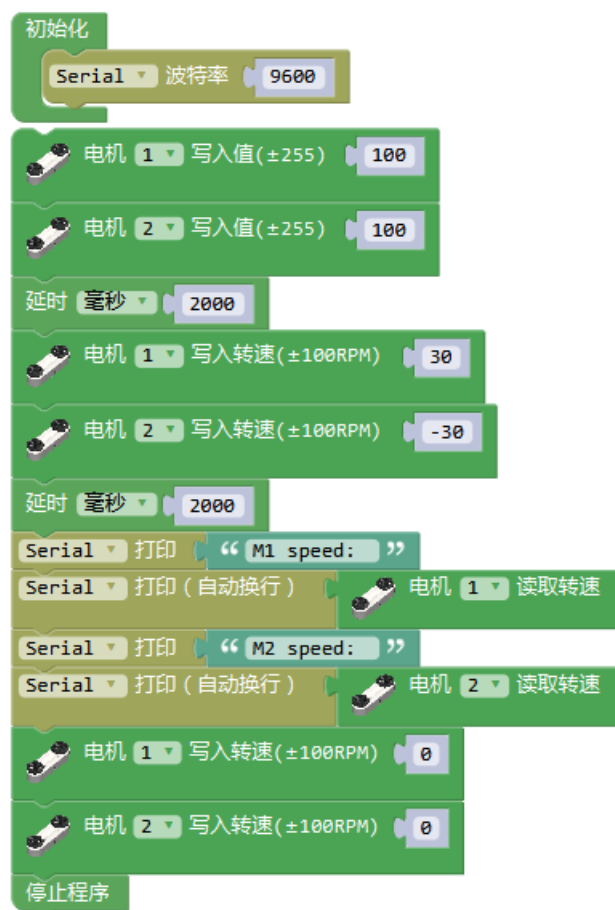 初始化
Serial 波特率 9600
电机 1 写入值(±255) 100
电机 2 写入值(±255) 100
延时 毫秒 2000
电机 1 写入转速(±100RPM) 30
电机 2 写入转速(±100RPM) -30
延时 毫秒 2000
Serial 打印 “ M1 speed: ”
Serial 打印(自动换行) 电机 1 读取转速
Serial 打印 “ M2 speed: ”
Serial 打印(自动换行) 电机 2 读取转速
电机 1 写入转速(±100RPM) 0
电机 2 写入转速(±100RPM) 0
停止程序